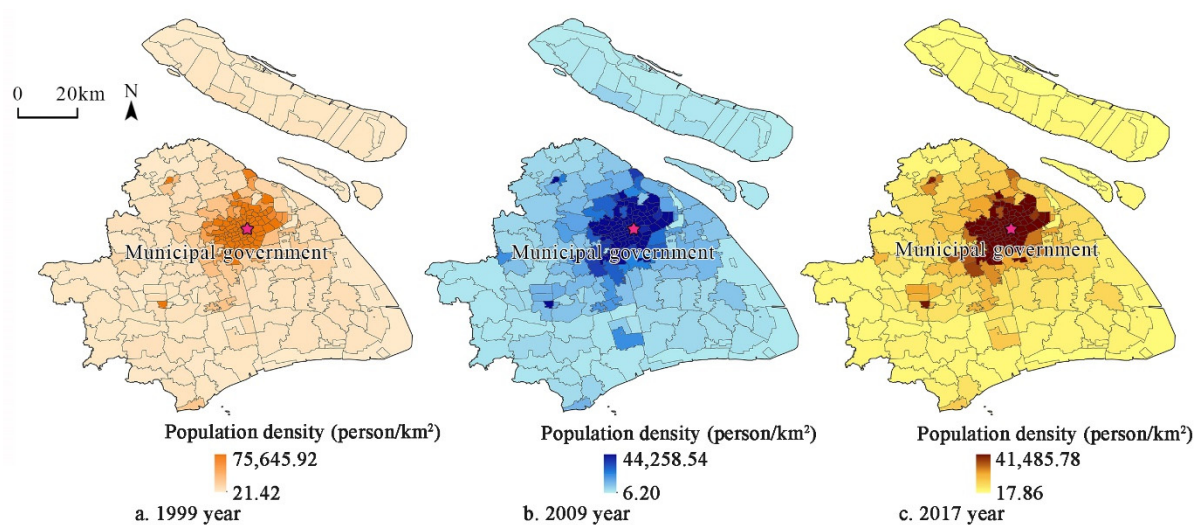 0 20km N
Municipal government
Municipal government
Municipal government
Population density (person/km²)
75,645.92
21.42
a. 1999 year
Population density (person/km²)
44,258.54
6.20
b. 2009 year
Population density (person/km²)
41,485.78
17.86
c. 2017 year